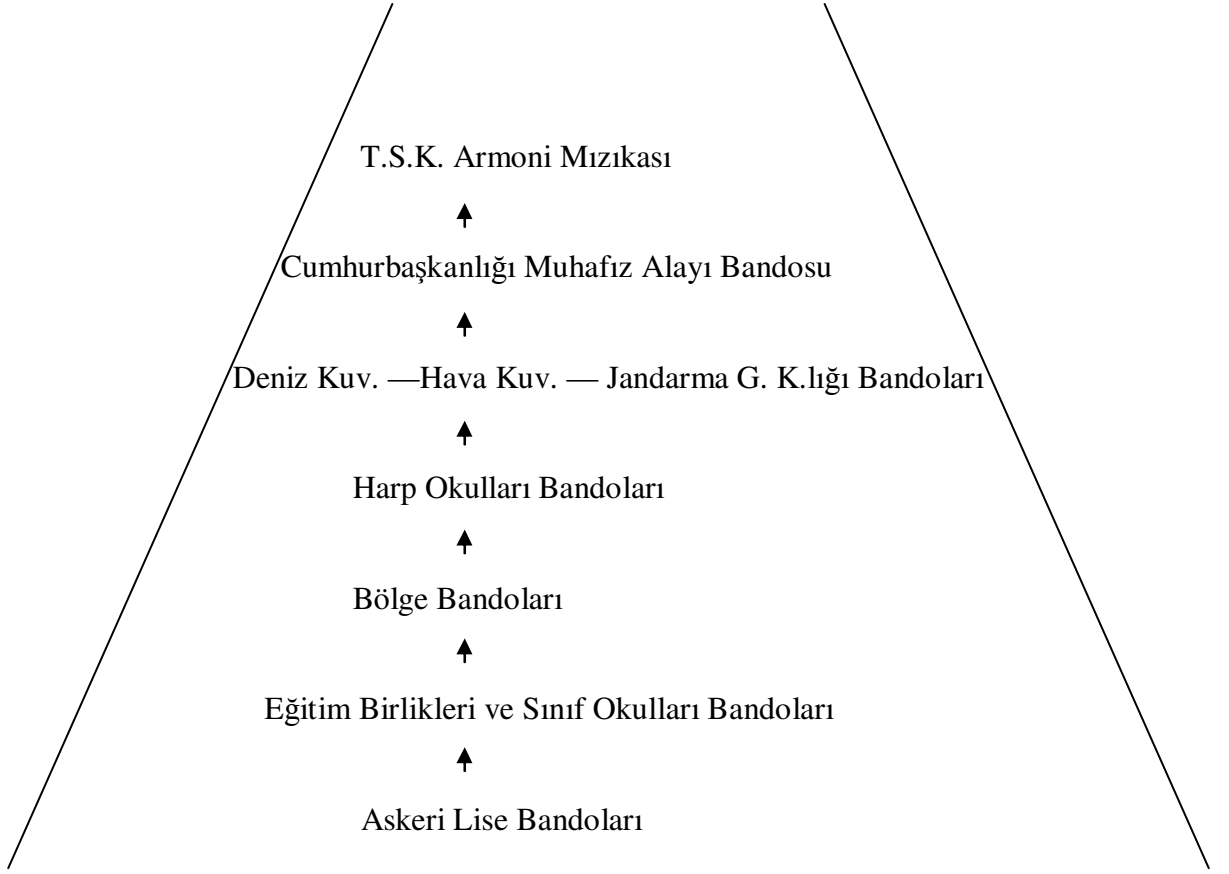 T.S.K. Armoni Mızıkası
Cumhurbaşkanlığı Muhafız Alayı Bandosu
Deniz Kuv. —Hava Kuv. — Jandarma G. K.lığı Bandoları
Harp Okulları Bandoları
Bölge Bandoları
Eğitim Birlikleri ve Sınıf Okulları Bandoları
Askeri Lise Bandoları